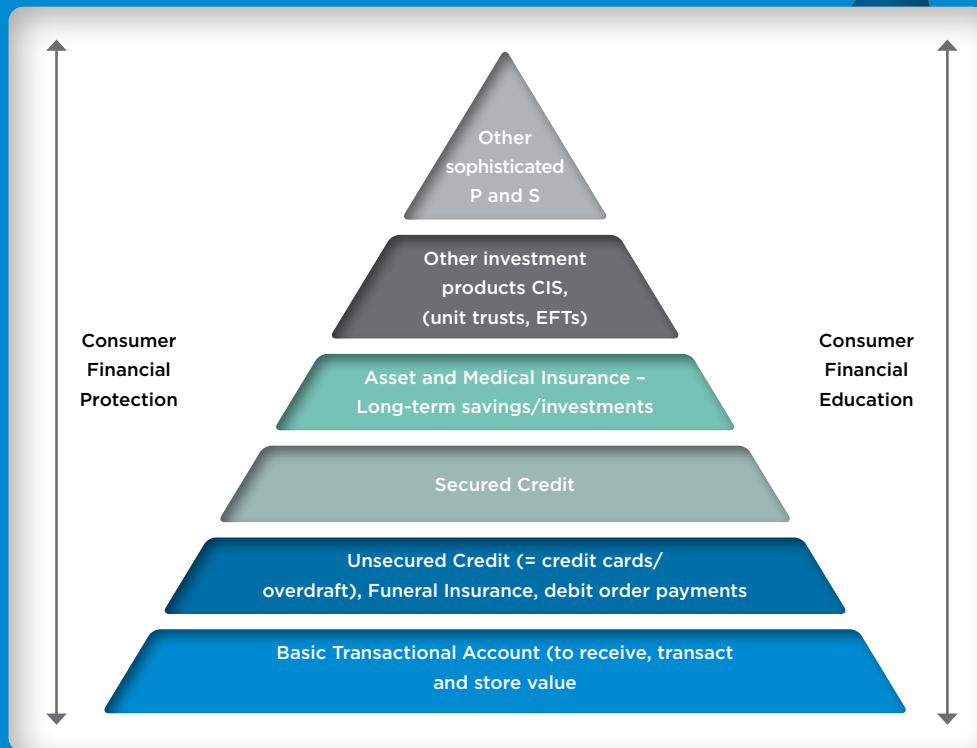 Other
sophisticated
P and S
Other investment
products CIS,
(unit trusts, EFTs)
Consumer
Financial
Protection
Consumer
Financial
Education
Asset and Medical Insurance –
Long-term savings/investments
Secured Credit
Unsecured Credit (= credit cards/
overdraft), Funeral Insurance, debit order payments
Basic Transactional Account (to receive, transact
and store value